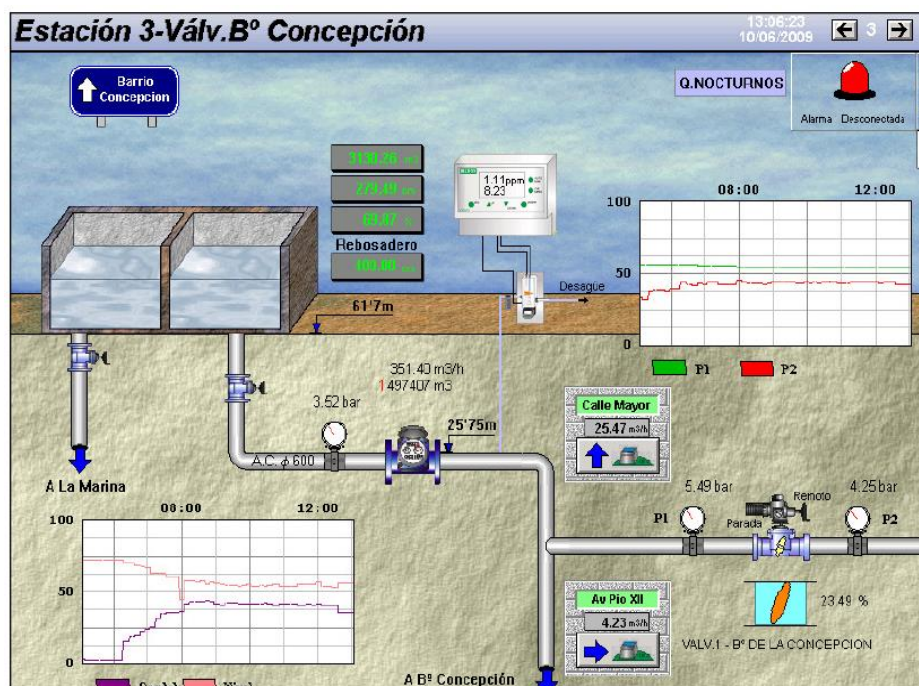 Estación 3-Válv.Bº Concepción
13:06:23
10/06/2009
3
Barrio
Concepcion
Q.NOCTURNOS
Alarma Desconectada
3130.26
279.49
69.87
Rebosadero
100.00
1.11ppm
8.23
Desagüe
61'7m
08:00
12:00
100
50
0
P1
P2
351.40 m3/h
1497407 m3
3.52 bar
25'75m
A.C. ϕ 600
A La Marina
Calle Mayor
25.47 m3/h
5.49 bar
Remoto
4.25 bar
P1
Parada
P2
08:00
12:00
100
50
0
Av Pio XII
4.23 m3/h
23.49 %
VALV.1 - Bº DE LA CONCEPCION
A Bº Concepción